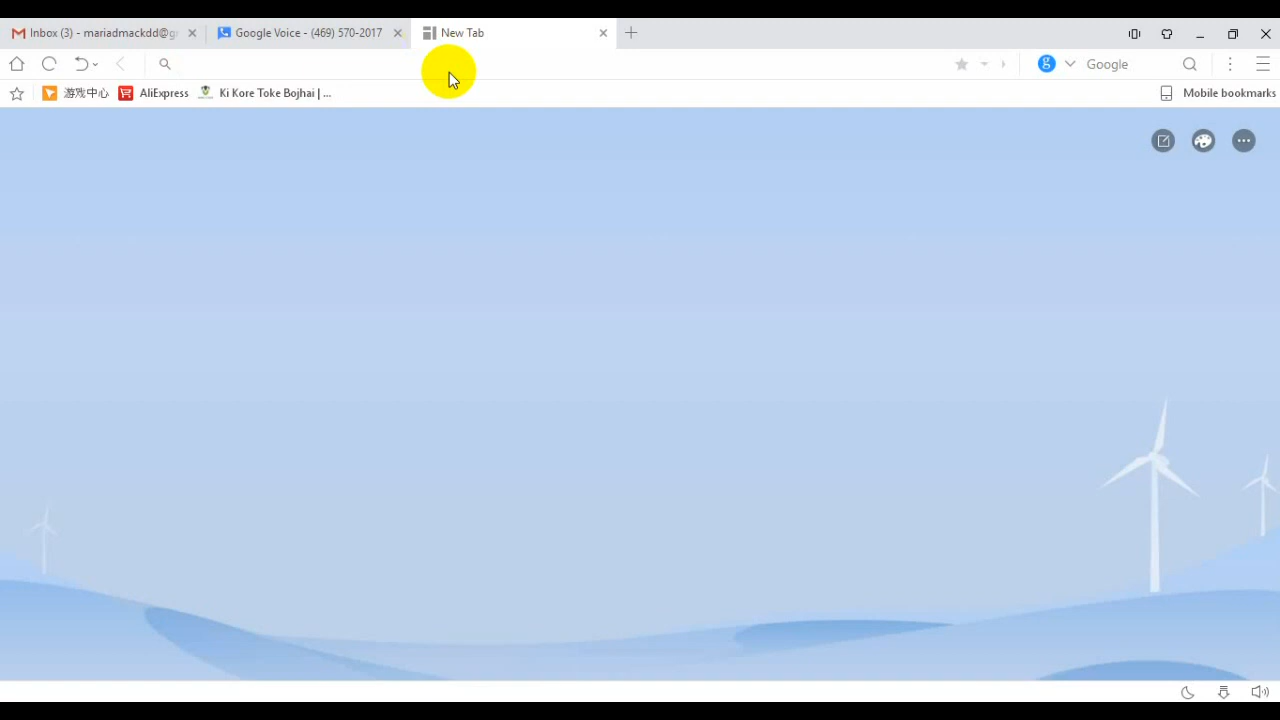 Inbox (3) - mariadmackdd@g
Google Voice - (469) 570-2017
New Tab
Google
游戏中心
AliExpress
Ki Kore Toke Bojhai | ...
Mobile bookmarks